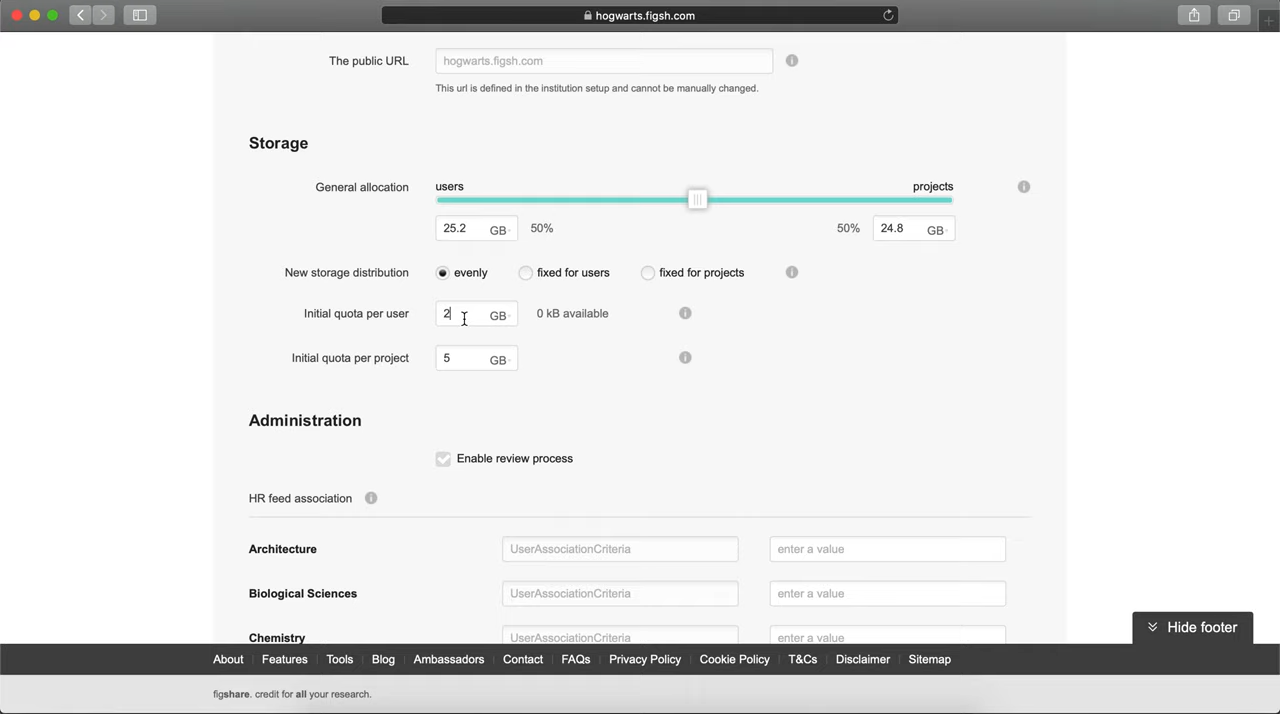 hogwarts.figsh.com
The public URL
hogwarts.figsh.com
This url is defined in the institution setup and cannot be manually changed.
Storage
General allocation users projects
25.2 GB 50% 50% 24.8 GB
New storage distribution evenly fixed for users fixed for projects
Initial quota per user 2 GB 0 kB available
Initial quota per project 5 GB
Administration
Enable review process
HR feed association
Architecture UserAssociationCriteria enter a value
Biological Sciences UserAssociationCriteria enter a value
Chemistry UserAssociationCriteria enter a value
Hide footer
About Features Tools Blog Ambassadors Contact FAQs Privacy Policy Cookie Policy T&Cs Disclaimer Sitemap
figshare. credit for all your research.